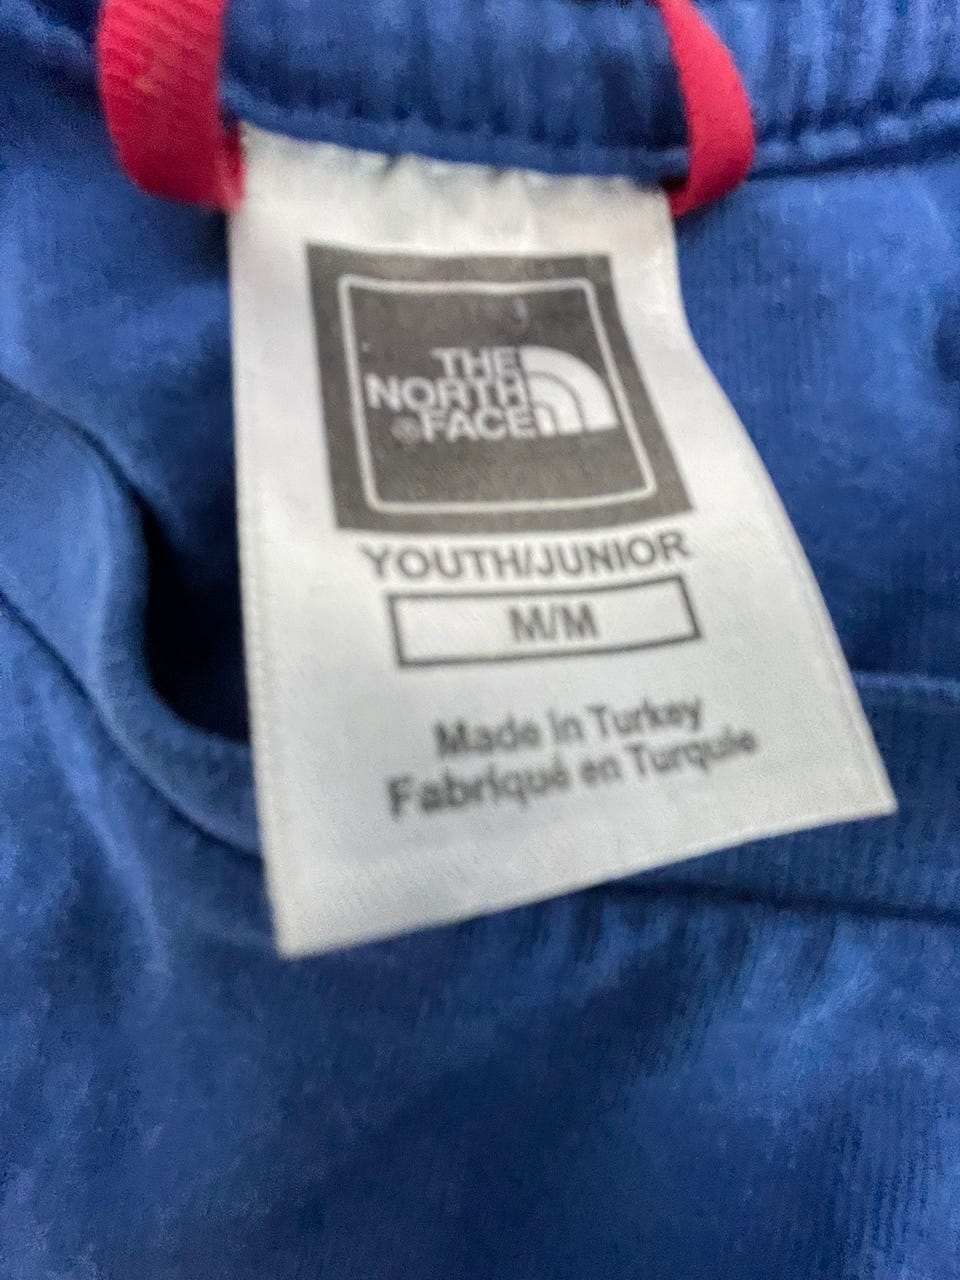 THE
NORTH
FACE
YOUTH/JUNIOR
M/M
Made in Turkey
Fabriqué en Turquie